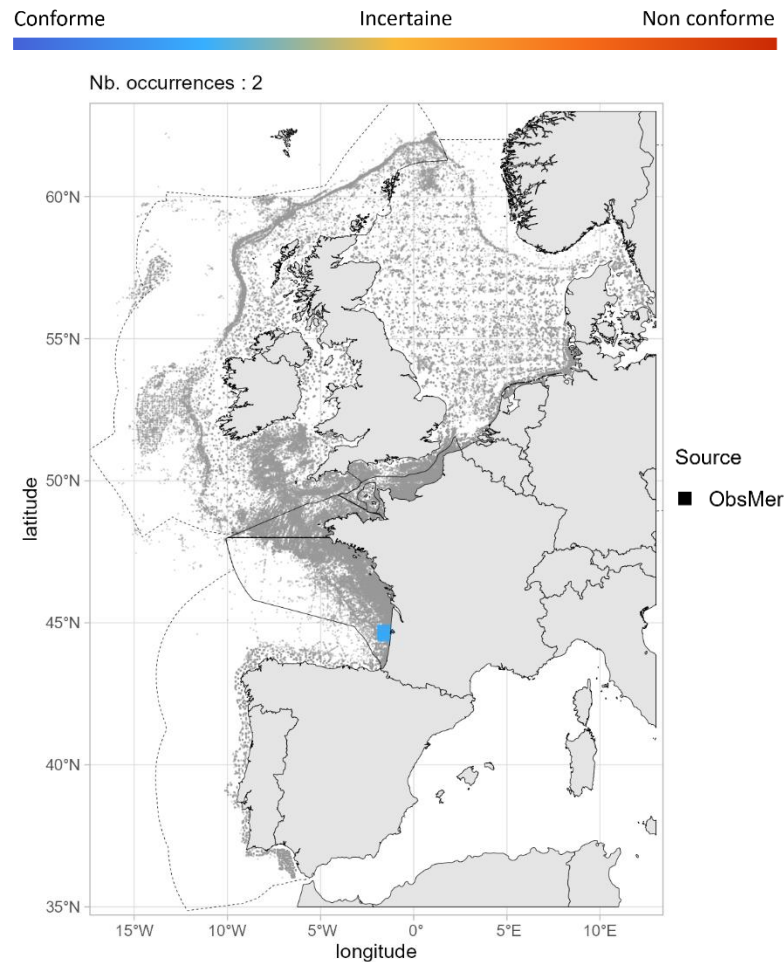 Conforme Incertaine Non conforme
Nb. occurrences : 2
60°N
55°N
50°N
45°N
40°N
35°N
latitude
15°W 10°W 5°W 0° 5°E 10°E
longitude
Source
ObsMer